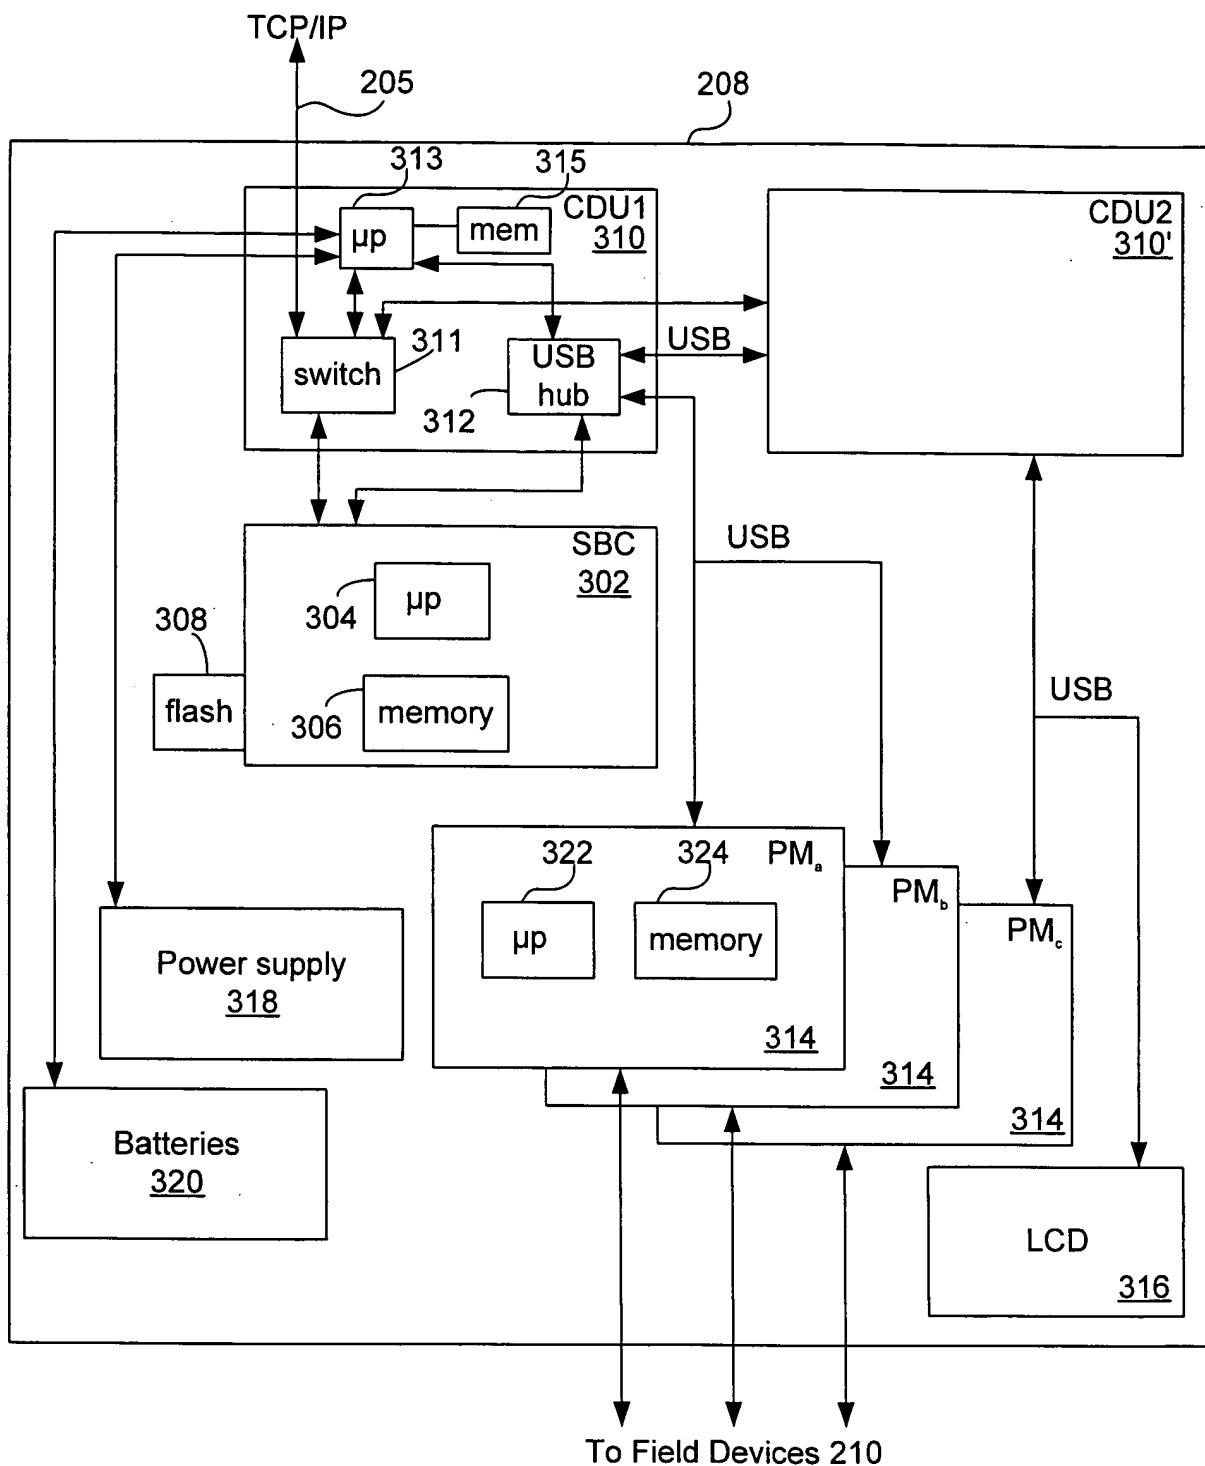 TCP/IP
205
208
313
315
CDU1
310
µp
mem
CDU2
310'
311
switch
USB
hub
312
USB
SBC
302
304
µp
USB
308
flash
306
memory
USB
322
324
PMa
µp
memory
314
PMb
314
PMc
314
Power supply
318
Batteries
320
LCD
316
To Field Devices 210